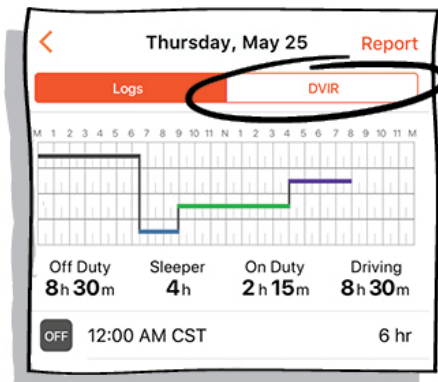 Thursday, May 25 Report
Logs DVIR
M 1 2 3 4 5 6 7 8 9 10 11 N 1 2 3 4 5 6 7 8 9 10 11 M
Off Duty Sleeper On Duty Driving
8h 30m 4h 2h 15m 8h 30m
OFF 12:00 AM CST 6 hr